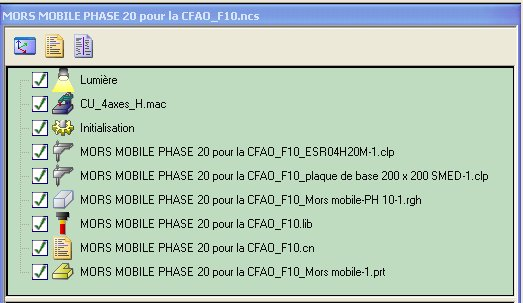 MORS MOBILE PHASE 20 pour la CFAO_F10.ncs
Lumière
CU_4axes_H.mac
Initialisation
MORS MOBILE PHASE 20 pour la CFAO_F10_ESR04H20M-1.clp
MORS MOBILE PHASE 20 pour la CFAO_F10_plaque de base 200 x 200 SMED-1.clp
MORS MOBILE PHASE 20 pour la CFAO_F10_Mors mobile-PH 10-1.rgh
MORS MOBILE PHASE 20 pour la CFAO_F10.lib
MORS MOBILE PHASE 20 pour la CFAO_F10.cn
MORS MOBILE PHASE 20 pour la CFAO_F10_Mors mobile-1.prt